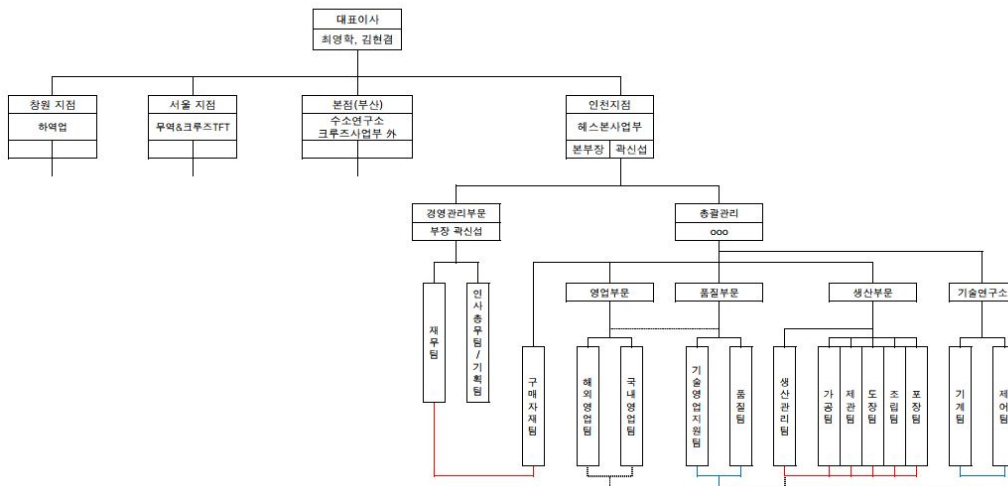 대표이사
최영학, 김현겸
창원 지점
하역업
서울 지점
무역&크루즈TFT
본점(부산)
수소연구소
크루즈사업부 外
인천지점
헤스본사업부
본부장 곽신섭
경영관리부문
부장 곽신섭
총괄관리
ooo
영업부문
품질부문
생산부문
기술연구소
재무팀
인사총무팀/기획팀
구매자재팀
해외영업팀
국내영업팀
기술영업지원팀
품질팀
생산관리팀
가공팀
제관팀
도장팀
조립팀
포장팀
기계팀
제어팀